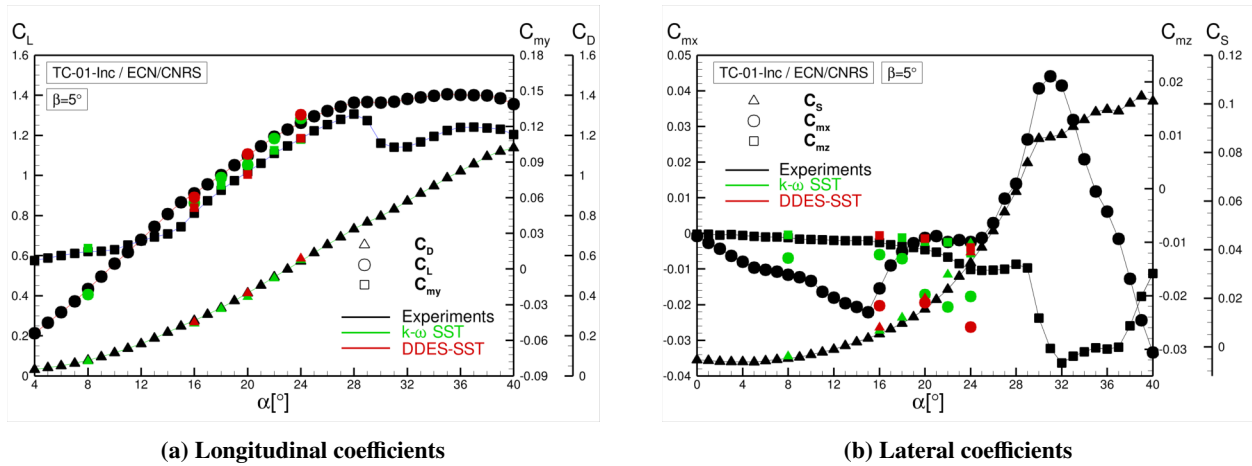 C_L
C_my
C_D
1.6
1.4
1.2
1
0.8
0.6
0.4
0.2
0
TC-01-Inc / ECN/CNRS
β=5°
C_D
C_L
C_my
Experiments
k-ω SST
DDES-SST
0.18
0.15
0.12
0.09
0.06
0.03
0
-0.03
-0.06
-0.09
1.6
1.4
1.2
1
0.8
0.6
0.4
0.2
0
4 8 12 16 20 24 28 32 36 40
α[°]
(a) Longitudinal coefficients
C_mx
C_mz
C_S
0.05
0.04
0.03
0.02
0.01
0.00
-0.01
-0.02
-0.03
-0.04
TC-01-Inc / ECN/CNRS
β=5°
C_S
C_mx
C_mz
Experiments
k-ω SST
DDES-SST
0.02
0.01
0
-0.01
-0.02
-0.03
0.12
0.1
0.08
0.06
0.04
0.02
0
0 4 8 12 16 20 24 28 32 36 40
α[°]
(b) Lateral coefficients